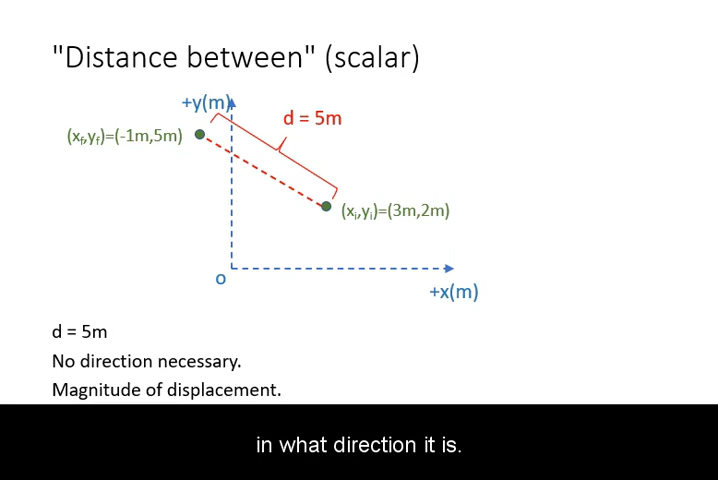 "Distance between" (scalar)
+y(m)
d = 5m
(xf,yf)=(-1m,5m)
(xi,yi)=(3m,2m)
o
+x(m)
d = 5m
No direction necessary.
Magnitude of displacement.
in what direction it is.